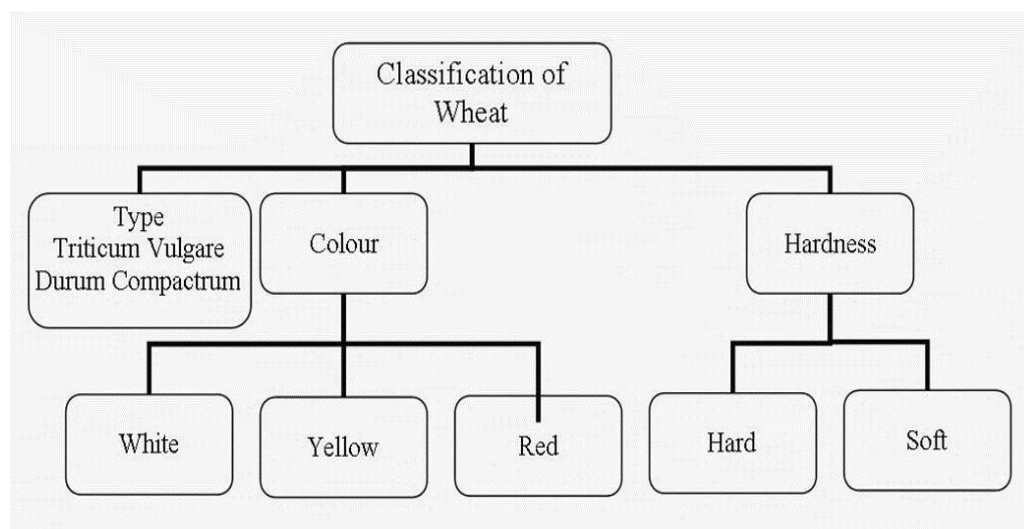 Classification of
Wheat
Type
Triticum Vulgare
Durum Compactrum
Colour
Hardness
White
Yellow
Red
Hard
Soft